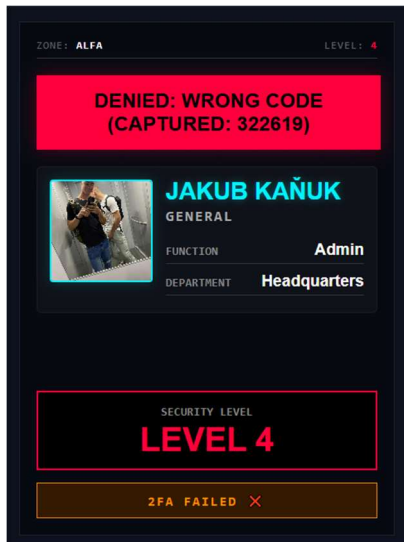 ZONE: ALFA LEVEL: 4
DENIED: WRONG CODE
(CAPTURED: 322619)
JAKUB KAŇUK
GENERAL
FUNCTION Admin
DEPARTMENT Headquarters
SECURITY LEVEL
LEVEL 4
2FA FAILED ❌